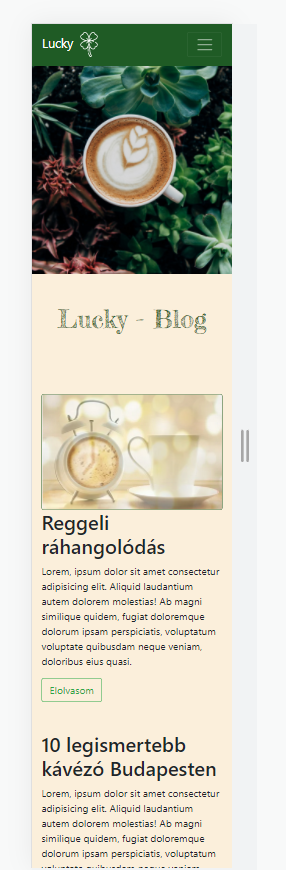 Lucky
Lucky - Blog
Reggeli
ráhangolódás
Lorem, ipsum dolor sit amet consectetur
adipisicing elit. Aliquid laudantium
autem dolorem molestias! Ab magni
similique quidem, fugiat doloremque
dolorum ipsam perspiciatis, voluptatum
voluptate quibusdam neque veniam,
doloribus eius quasi.
Elolvasom
10 legismertebb
kávézó Budapesten
Lorem, ipsum dolor sit amet consectetur
adipisicing elit. Aliquid laudantium
autem dolorem molestias! Ab magni
similique quidem, fugiat doloremque
dolorum ipsam perspiciatis, voluptatum